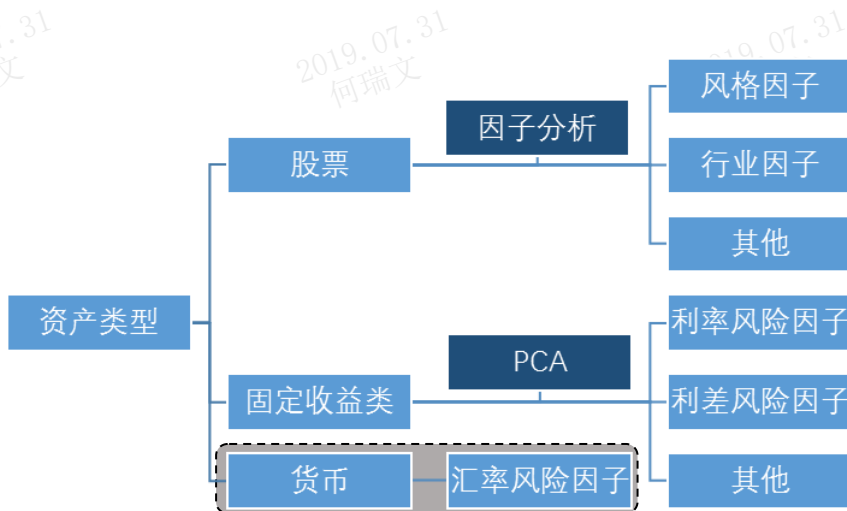 2019.07.31
何瑞文
风格因子
因子分析
股票
行业因子
其他
资产类型
利率风险因子
PCA
固定收益类
利差风险因子
货币
汇率风险因子
其他